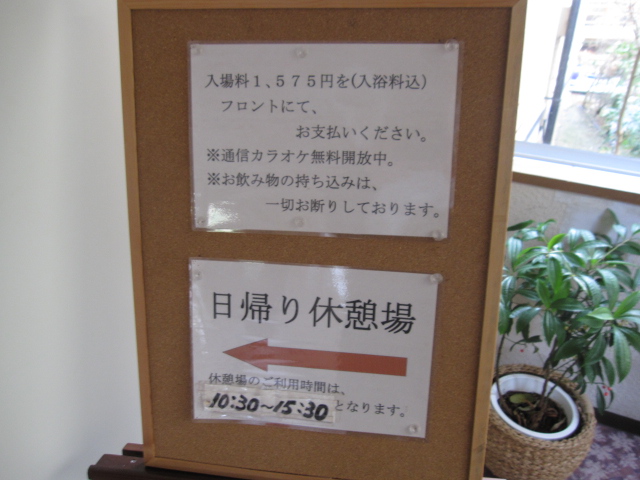 入場料１、５７５円を(入浴料込)
フロントにて、
お支払いください。
※通信カラオケ無料開放中。
※お飲み物の持ち込みは、
一切お断りしております。
日帰り休憩場
休憩場のご利用時間は、
10:30～15:30となります。